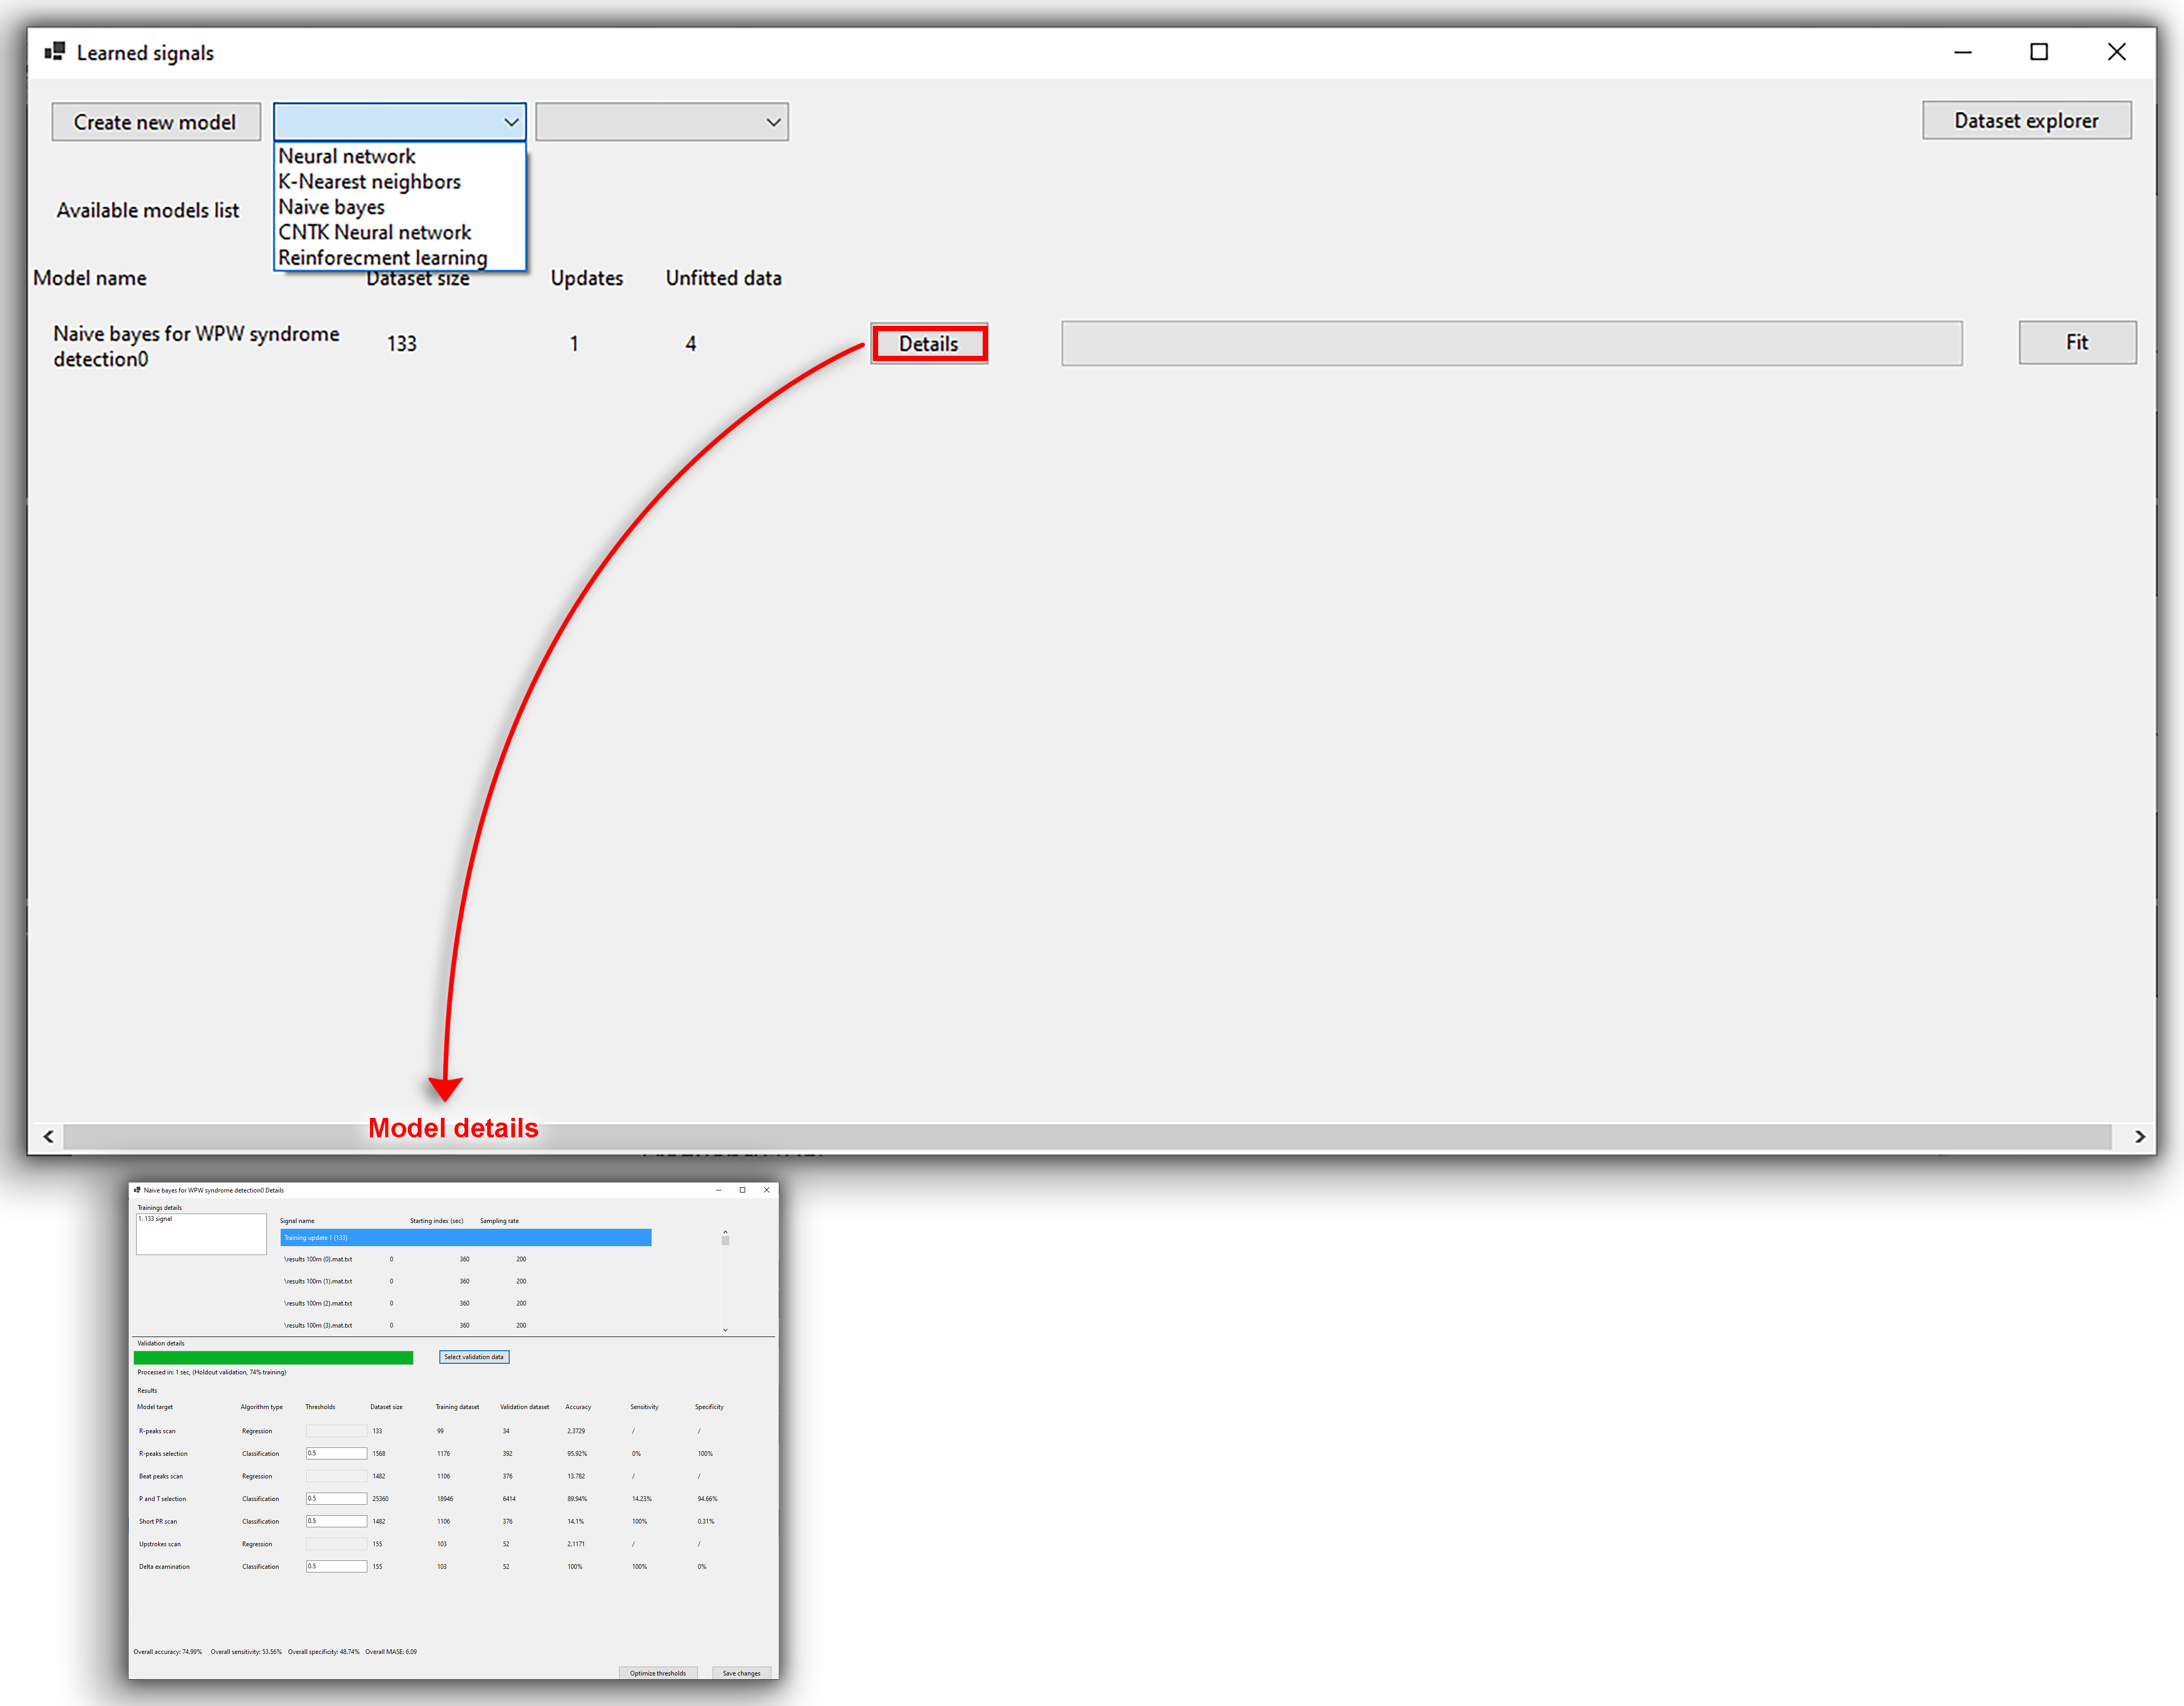 Learned signals
Create new model
Dataset explorer
Neural network
K-Nearest neighbors
Naive bayes
CNTK Neural network
Reinforecment learning
Available models list
Model name Dataset size Updates Unfitted data
Naive bayes for WPW syndrome
detection0
133 1 4 Details Fit
Model details
Naive bayes for WPW syndrome detection0 Details
Trainings details
1. 133 signal
Signal name Starting index (sec) Sampling rate
Training update 1 (133)
\results 100m (0).mat.txt 0 360 200
\results 100m (1).mat.txt 0 360 200
\results 100m (2).mat.txt 0 360 200
\results 100m (3).mat.txt 0 360 200
Validation details
Select validation data
Processed in: 1 sec, (Holdout validation, 74% training)
Results
Model target Algorithm type Thresholds Dataset size Training dataset Validation dataset Accuracy Sensitivity Specificity
R-peaks scan Regression 133 99 34 2.3729 / /
R-peaks selection Classification 0.5 1568 1176 392 95.92% 0% 100%
Beat peaks scan Regression 1482 1106 376 13.782 / /
P and T selection Classification 0.5 25360 18946 6414 89.94% 14.23% 94.66%
Short PR scan Classification 0.5 1482 1106 376 14.1% 100% 0.31%
Upstrokes scan Regression 155 103 52 2.1171 / /
Delta examination Classification 0.5 155 103 52 100% 100% 0%
Overall accuracy: 74.99% Overall sensitivity: 53.56% Overall specificity: 48.74% Overall MASE: 6.09
Optimize thresholds Save changes